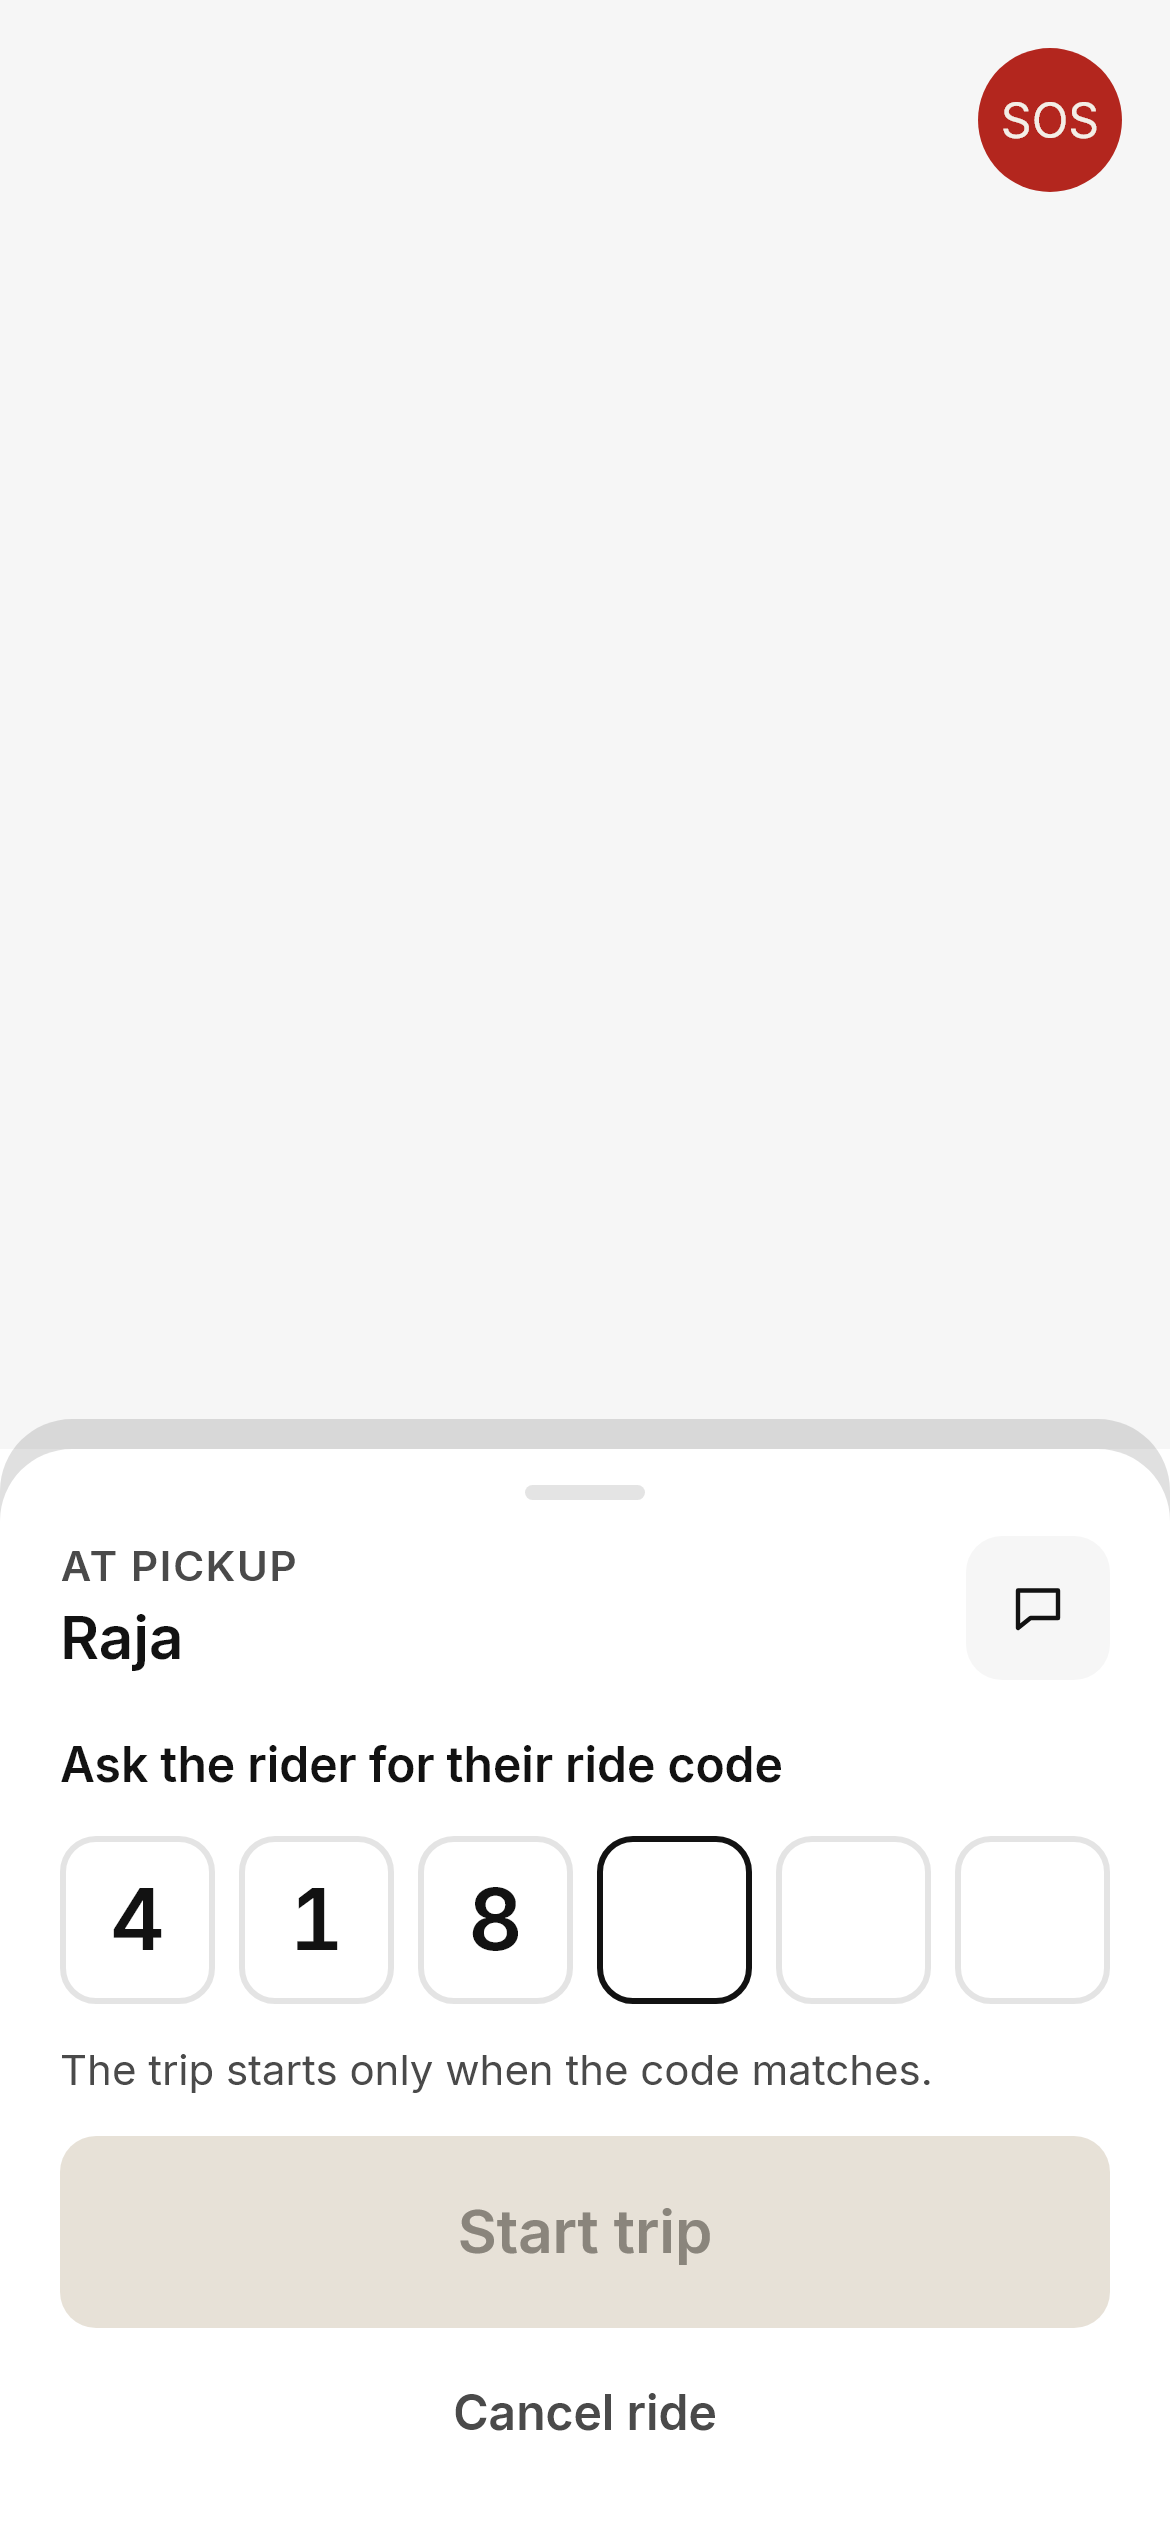 SOS
AT PICKUP
Raja
Ask the rider for their ride code
4 1 8
The trip starts only when the code matches.
Start trip
Cancel ride